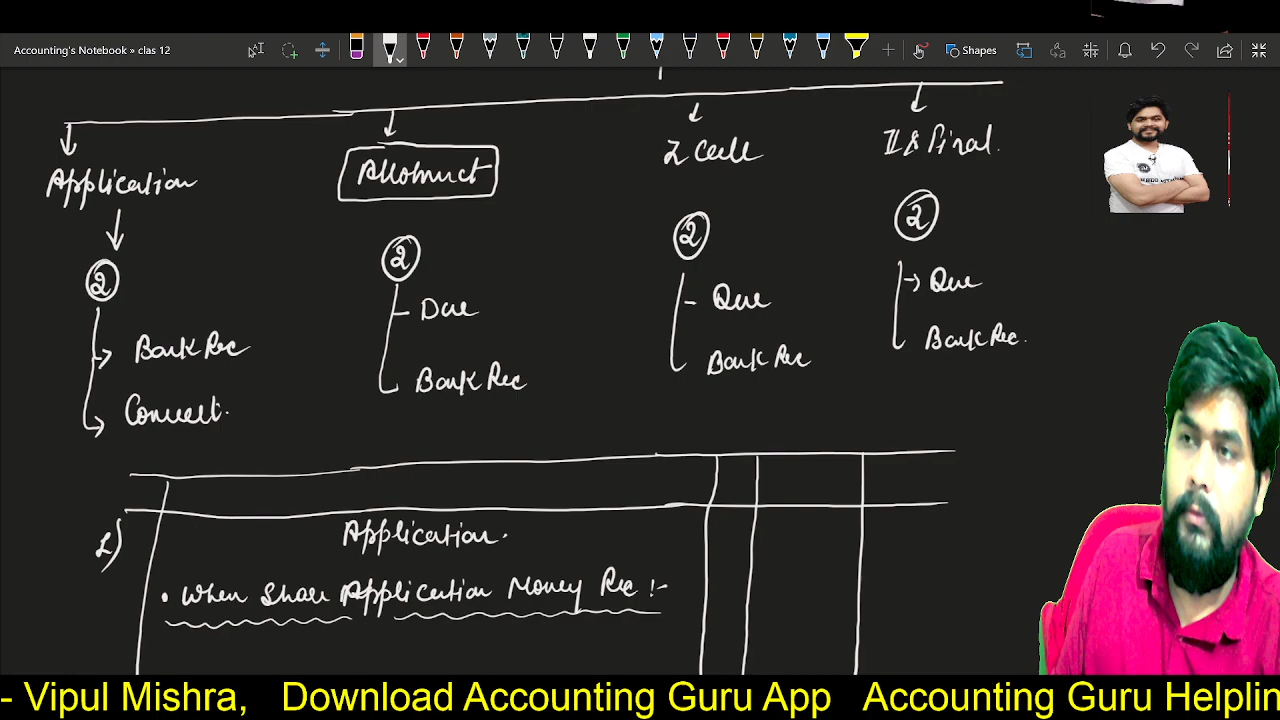 Accounting's Notebook » clas 12
Shapes
Application
Allotment
I Call
II & Final.
2
2
2
2
Bank Rec
Convert.
Due
Bank Rec
Due
Bank Rec
Due
Bank Rec.
1)
Application.
• When Share Application Money Rec :-
- Vipul Mishra, Download Accounting Guru App Accounting Guru Helplin